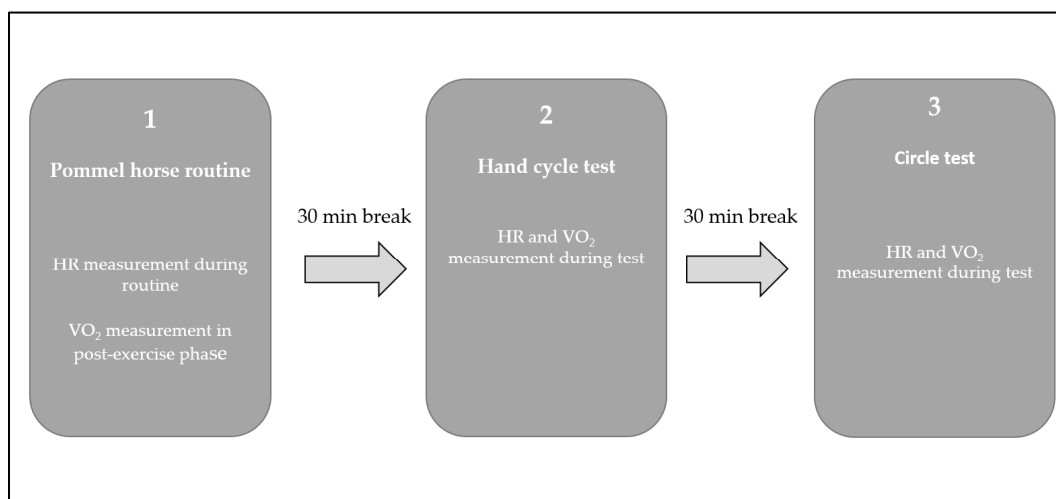 1
Pommel horse routine
HR measurement during
routine
VO₂ measurement in
post-exercise phase
30 min break
2
Hand cycle test
HR and VO₂
measurement during test
30 min break
3
Circle test
HR and VO₂
measurement during test